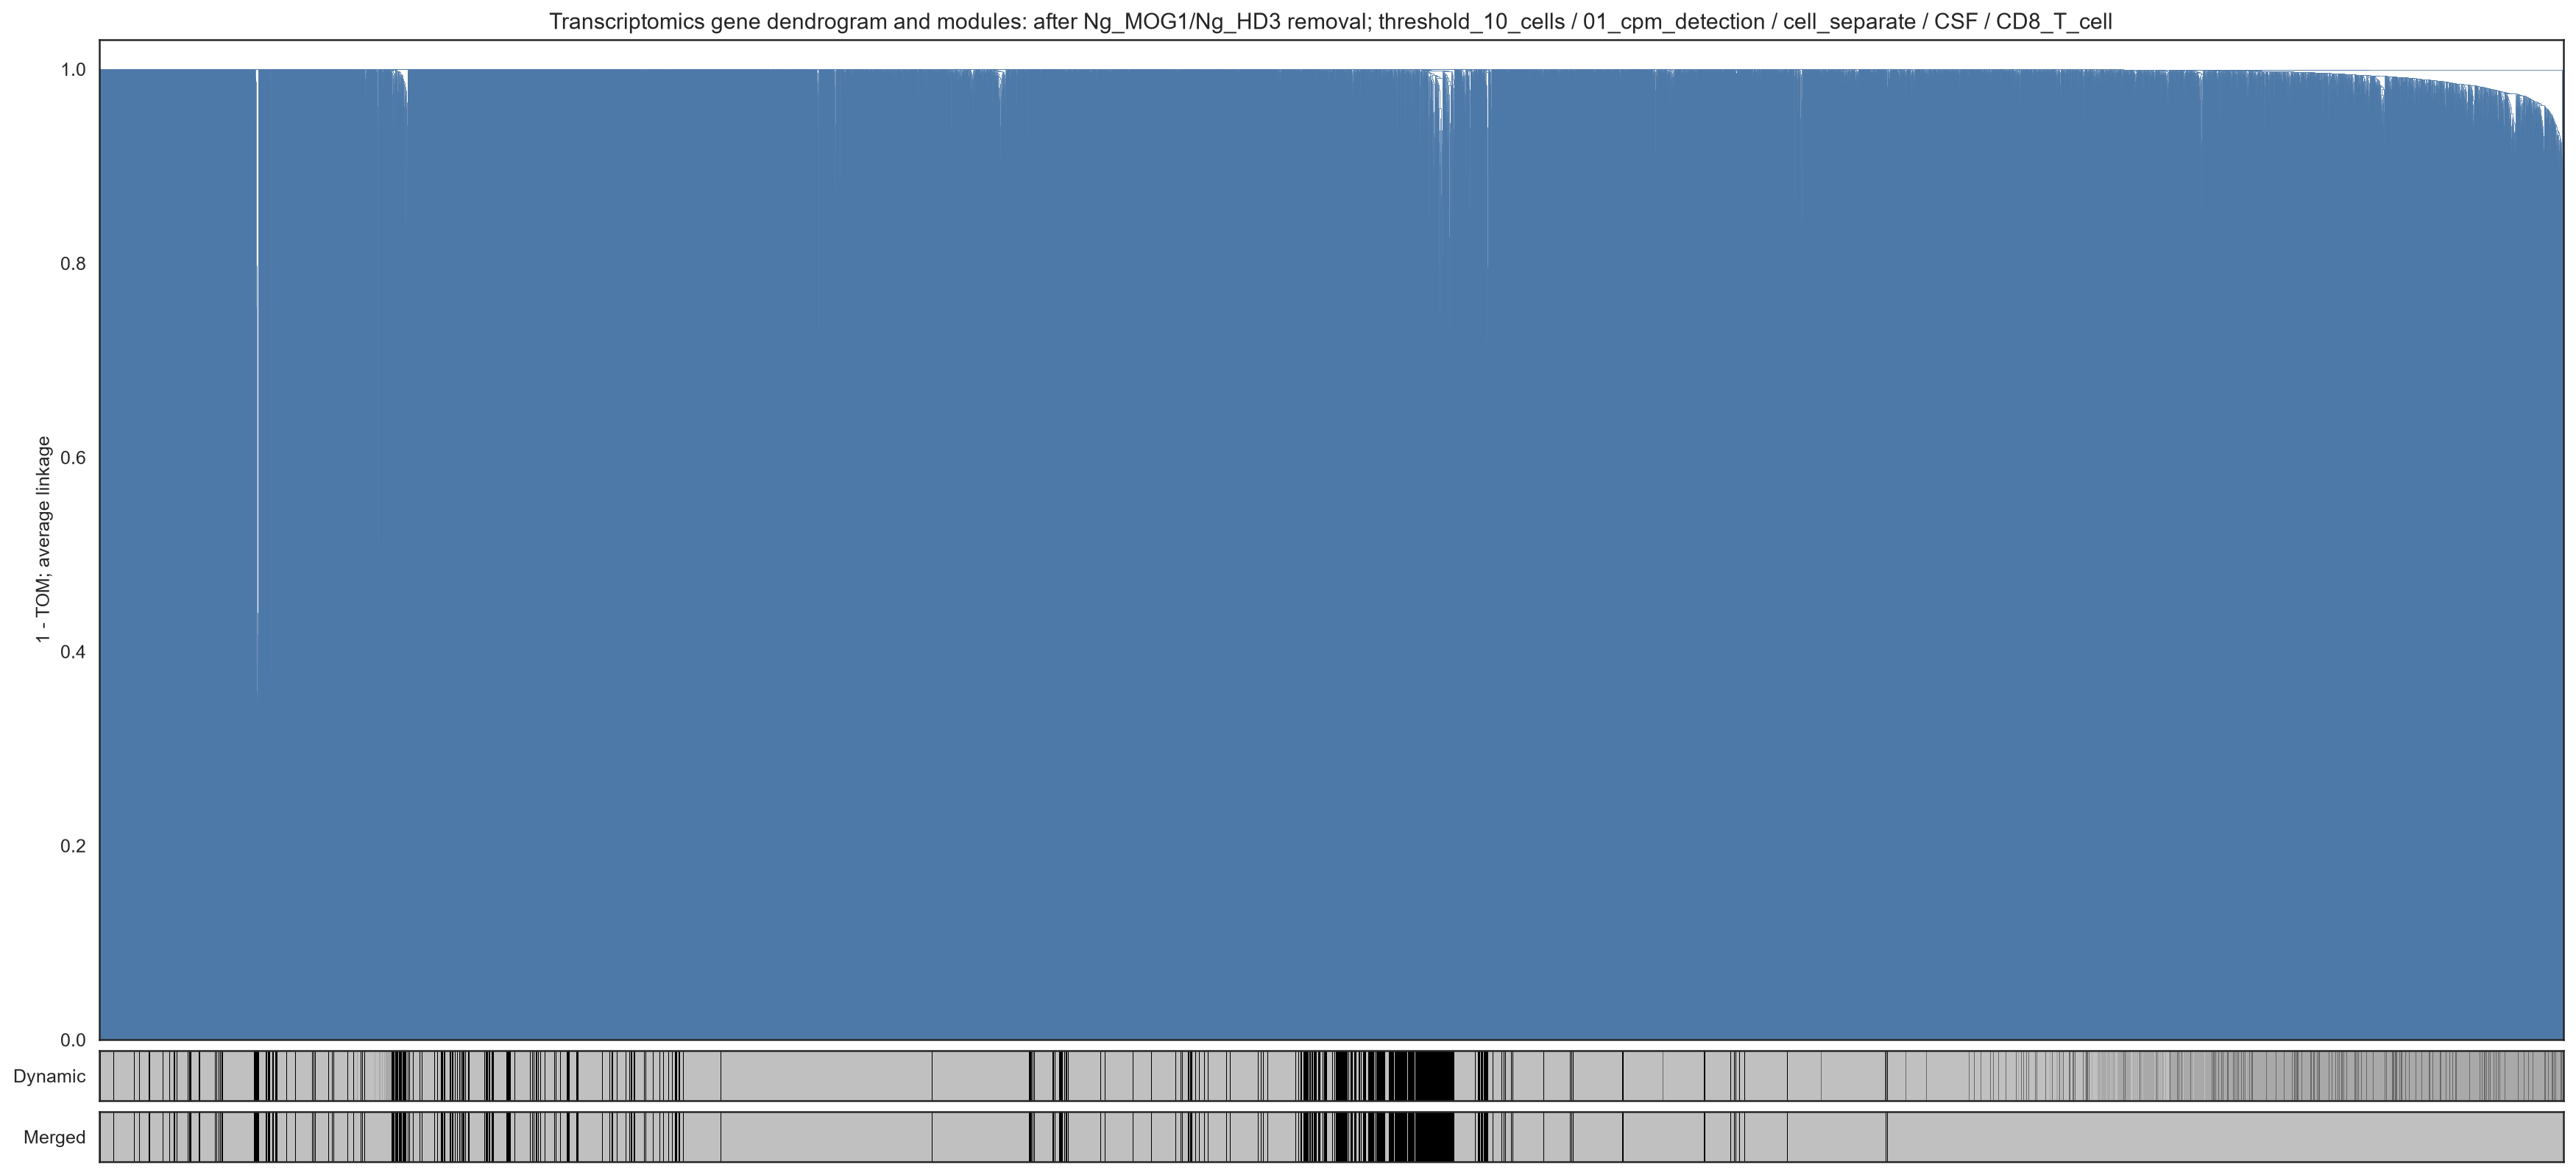 Transcriptomics gene dendrogram and modules: after Ng_MOG1/Ng_HD3 removal; threshold_10_cells / 01_cpm_detection / cell_separate / CSF / CD8_T_cell
1.0
0.8
0.6
0.4
0.2
0.0
1 - TOM; average linkage
Dynamic
Merged